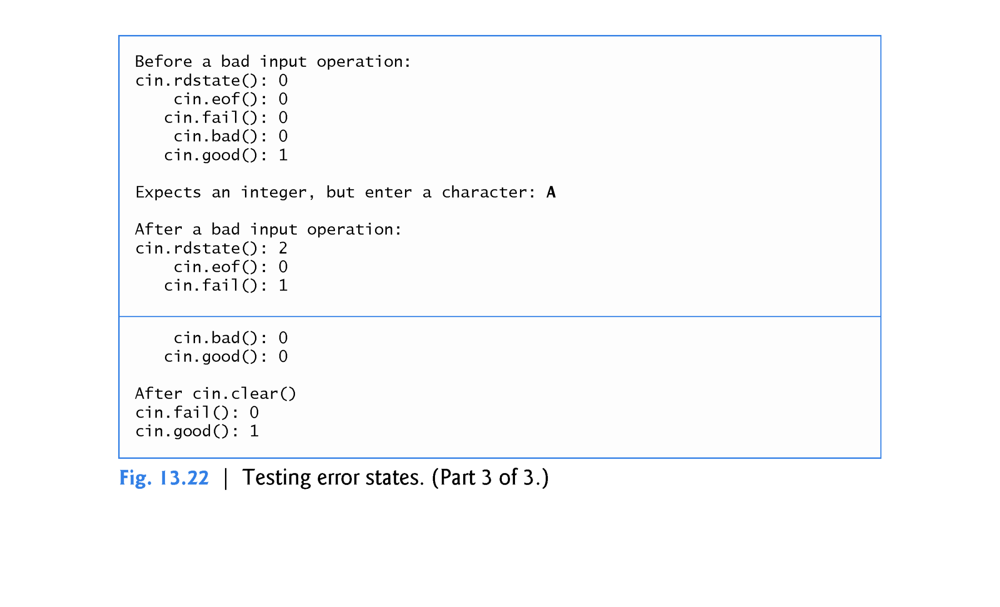 Before a bad input operation:
cin.rdstate(): 0
    cin.eof(): 0
   cin.fail(): 0
    cin.bad(): 0
   cin.good(): 1

Expects an integer, but enter a character: A

After a bad input operation:
cin.rdstate(): 2
    cin.eof(): 0
   cin.fail(): 1

    cin.bad(): 0
   cin.good(): 0

After cin.clear()
cin.fail(): 0
cin.good(): 1
Fig. 13.22 | Testing error states. (Part 3 of 3.)